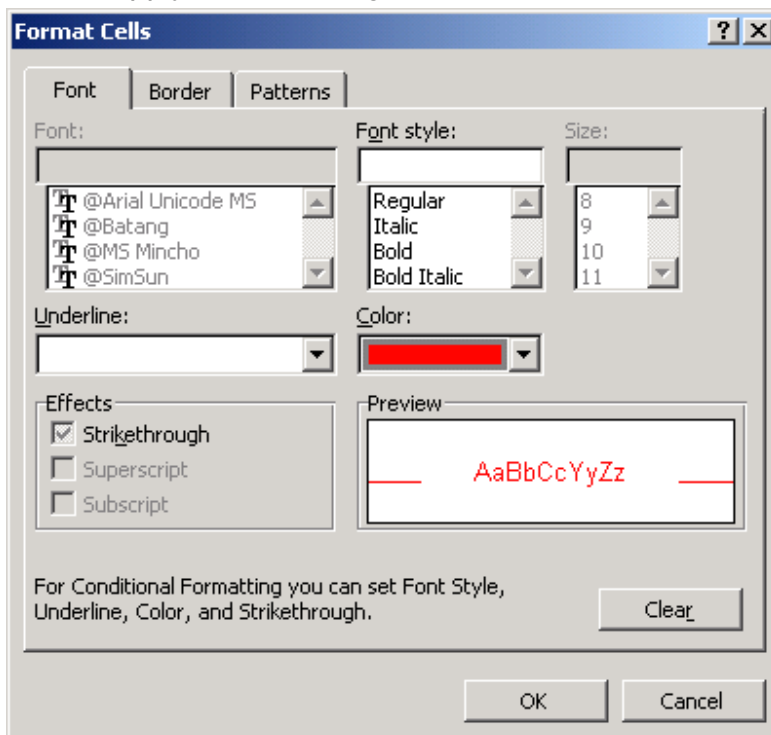 Format Cells
Font Border Patterns
Font: Font style: Size:
@Arial Unicode MS Regular 8
@Batang Italic 9
@MS Mincho Bold 10
@SimSun Bold Italic 11
Underline: Color:
Effects Preview
Strikethrough
AaBbCcYyZz
Superscript
Subscript
For Conditional Formatting you can set Font Style,
Underline, Color, and Strikethrough.
Clear
OK Cancel